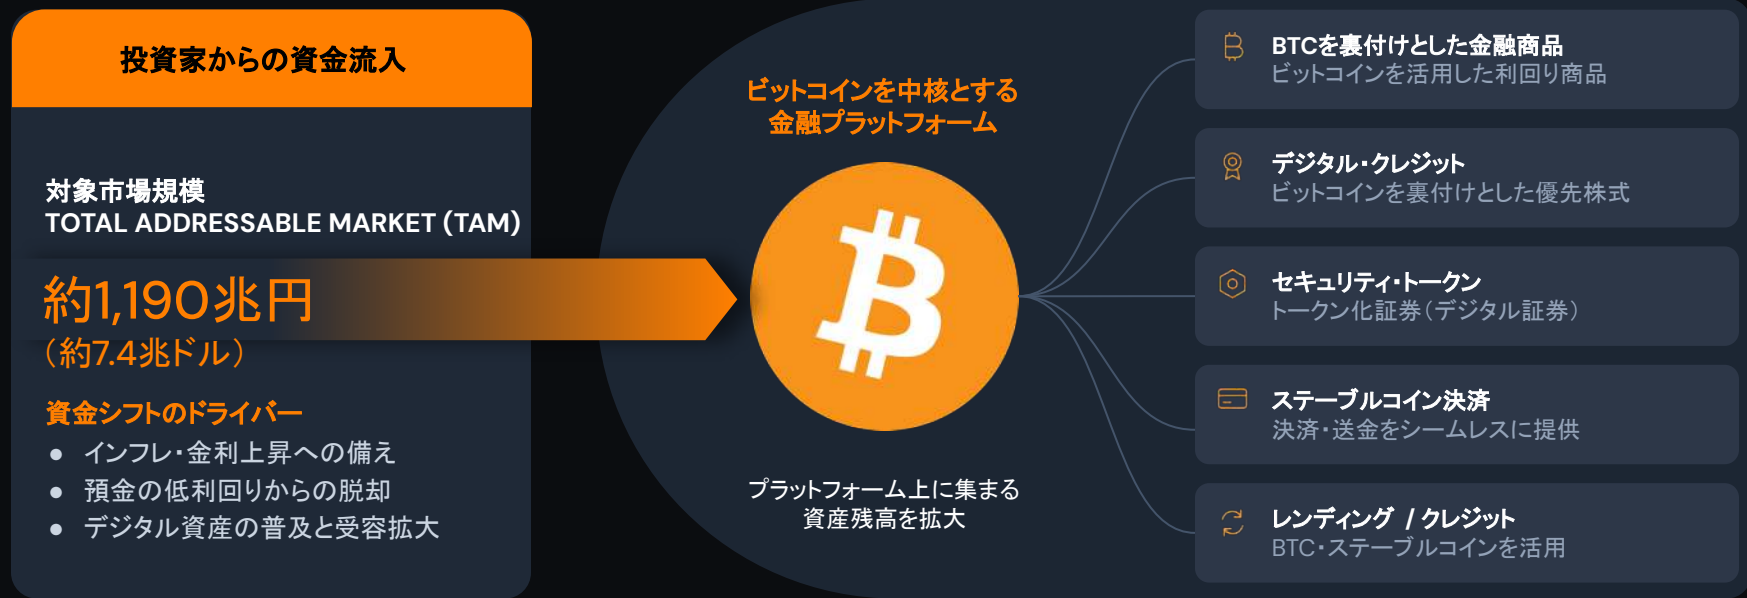 投資家からの資金流入
対象市場規模
TOTAL ADDRESSABLE MARKET (TAM)
約1,190兆円
（約7.4兆ドル）
資金シフトのドライバー
● インフレ・金利上昇への備え
● 預金の低利回りからの脱却
● デジタル資産の普及と受容拡大
ビットコインを中核とする
金融プラットフォーム
プラットフォーム上に集まる
資産残高を拡大
BTCを裏付けとした金融商品
ビットコインを活用した利回り商品
デジタル・クレジット
ビットコインを裏付けとした優先株式
セキュリティ・トークン
トークン化証券（デジタル証券）
ステーブルコイン決済
決済・送金をシームレスに提供
レンディング / クレジット
BTC・ステーブルコインを活用